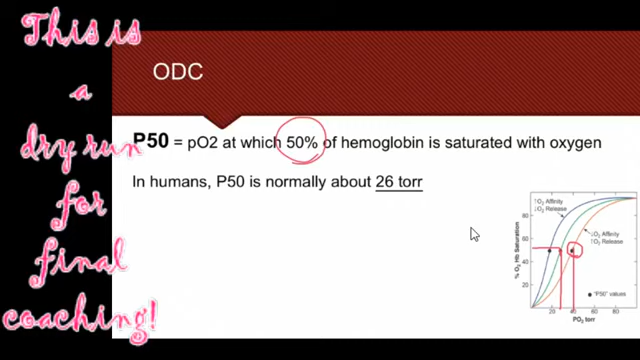 This is
a
dry run
for
final
coaching!
ODC
P50 = pO2 at which 50% of hemoglobin is saturated with oxygen
In humans, P50 is normally about 26 torr
% O₂ Hb Saturation
100
80
60
40
20
↑O₂ Affinity
↓O₂ Release
↓O₂ Affinity
↑O₂ Release
● "P50" values
0 20 40 60 80
PO₂ torr